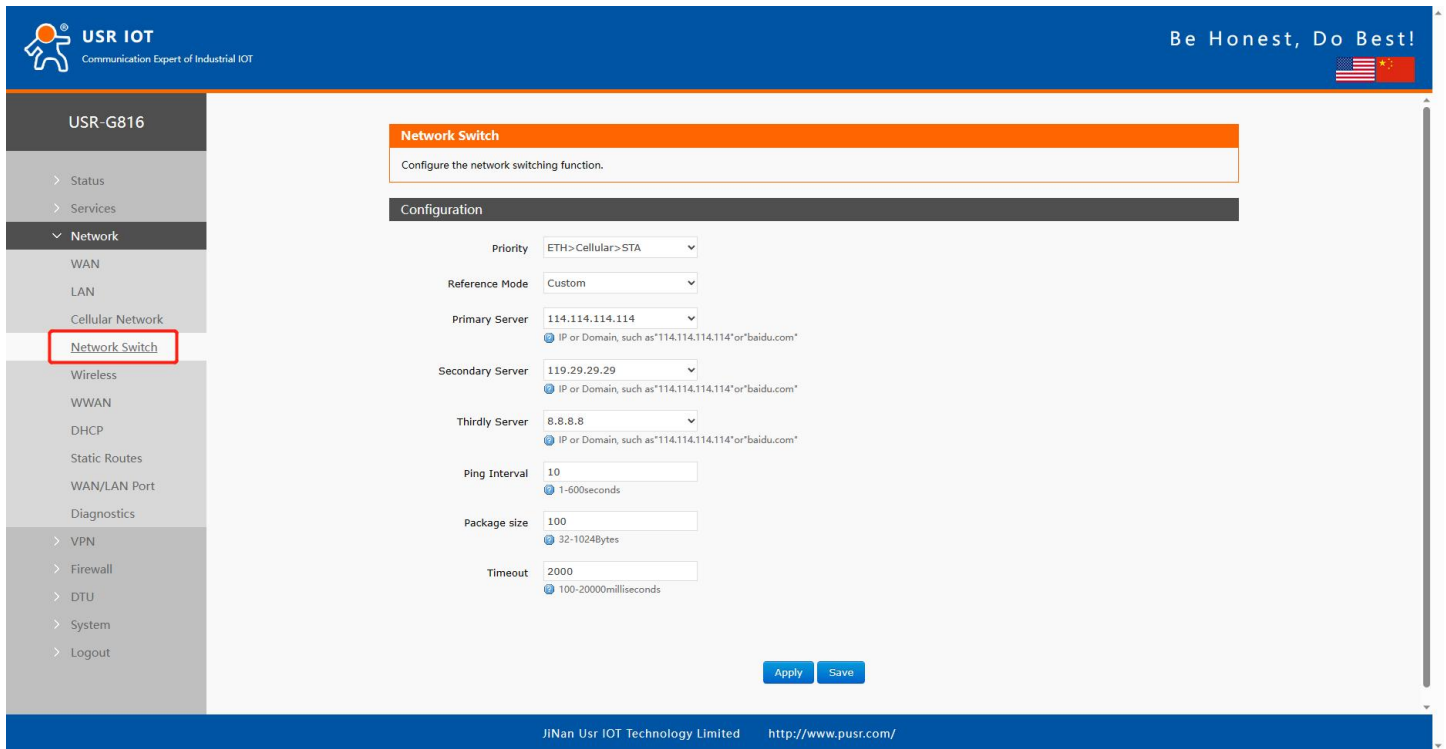 USR IOT
Communication Expert of Industrial IOT
Be Honest, Do Best!
USR-G816
Status
Services
Network
WAN
LAN
Cellular Network
Network Switch
Wireless
WWAN
DHCP
Static Routes
WAN/LAN Port
Diagnostics
VPN
Firewall
DTU
System
Logout
Network Switch
Configure the network switching function.
Configuration
Priority ETH>Cellular>STA
Reference Mode Custom
Primary Server 114.114.114.114
IP or Domain, such as"114.114.114.114"or"baidu.com"
Secondary Server 119.29.29.29
IP or Domain, such as"114.114.114.114"or"baidu.com"
Thirdly Server 8.8.8.8
IP or Domain, such as"114.114.114.114"or"baidu.com"
Ping Interval 10
1-600seconds
Package size 100
32-1024Bytes
Timeout 2000
100-20000milliseconds
Apply Save
JiNan Usr IOT Technology Limited http://www.pusr.com/